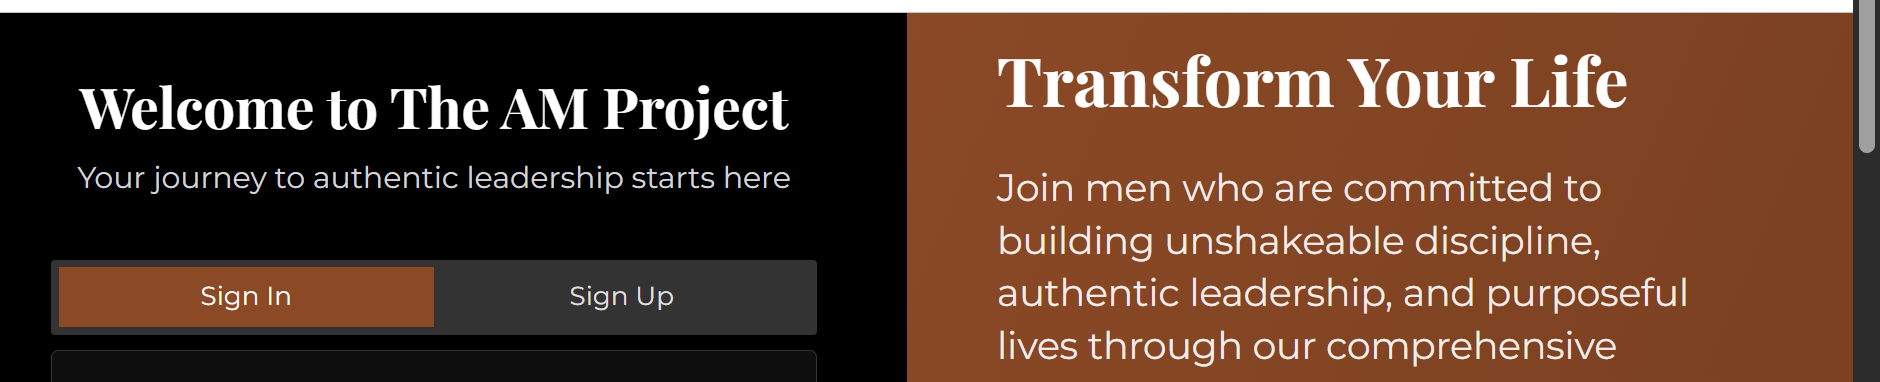 Welcome to The AM Project
Your journey to authentic leadership starts here
Sign In
Sign Up
Transform Your Life
Join men who are committed to
building unshakeable discipline,
authentic leadership, and purposeful
lives through our comprehensive